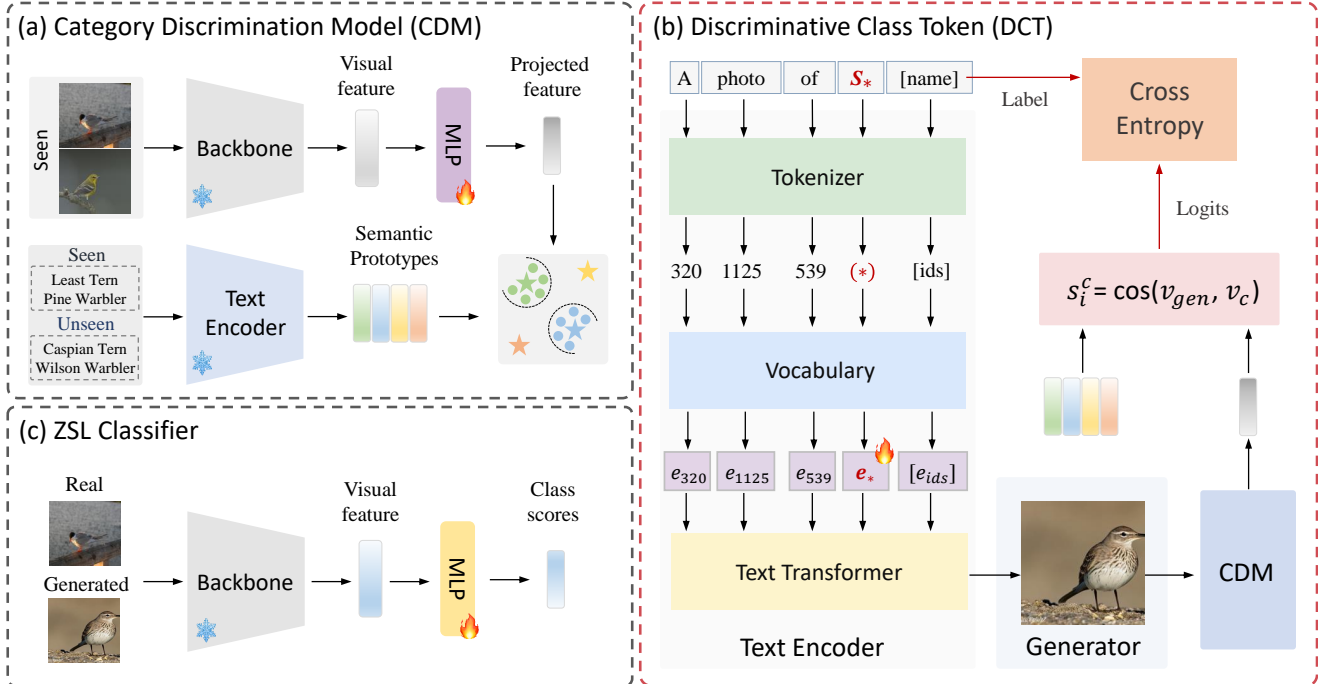 (a) Category Discrimination Model (CDM)
Seen
Backbone
Visual
feature
MLP
Projected
feature
Seen
Least Tern
Pine Warbler
Unseen
Caspian Tern
Wilson Warbler
Text
Encoder
Semantic
Prototypes
(c) ZSL Classifier
Real
Generated
Backbone
Visual
feature
MLP
Class
scores
(b) Discriminative Class Token (DCT)
A photo of S* [name]
Label
Cross
Entropy
Tokenizer
Logits
320 1125 539 (*) [ids]
s_i^c = cos(v_gen, v_c)
Vocabulary
e_320 e_1125 e_539 e_* [e_ids]
Text Transformer
CDM
Text Encoder
Generator